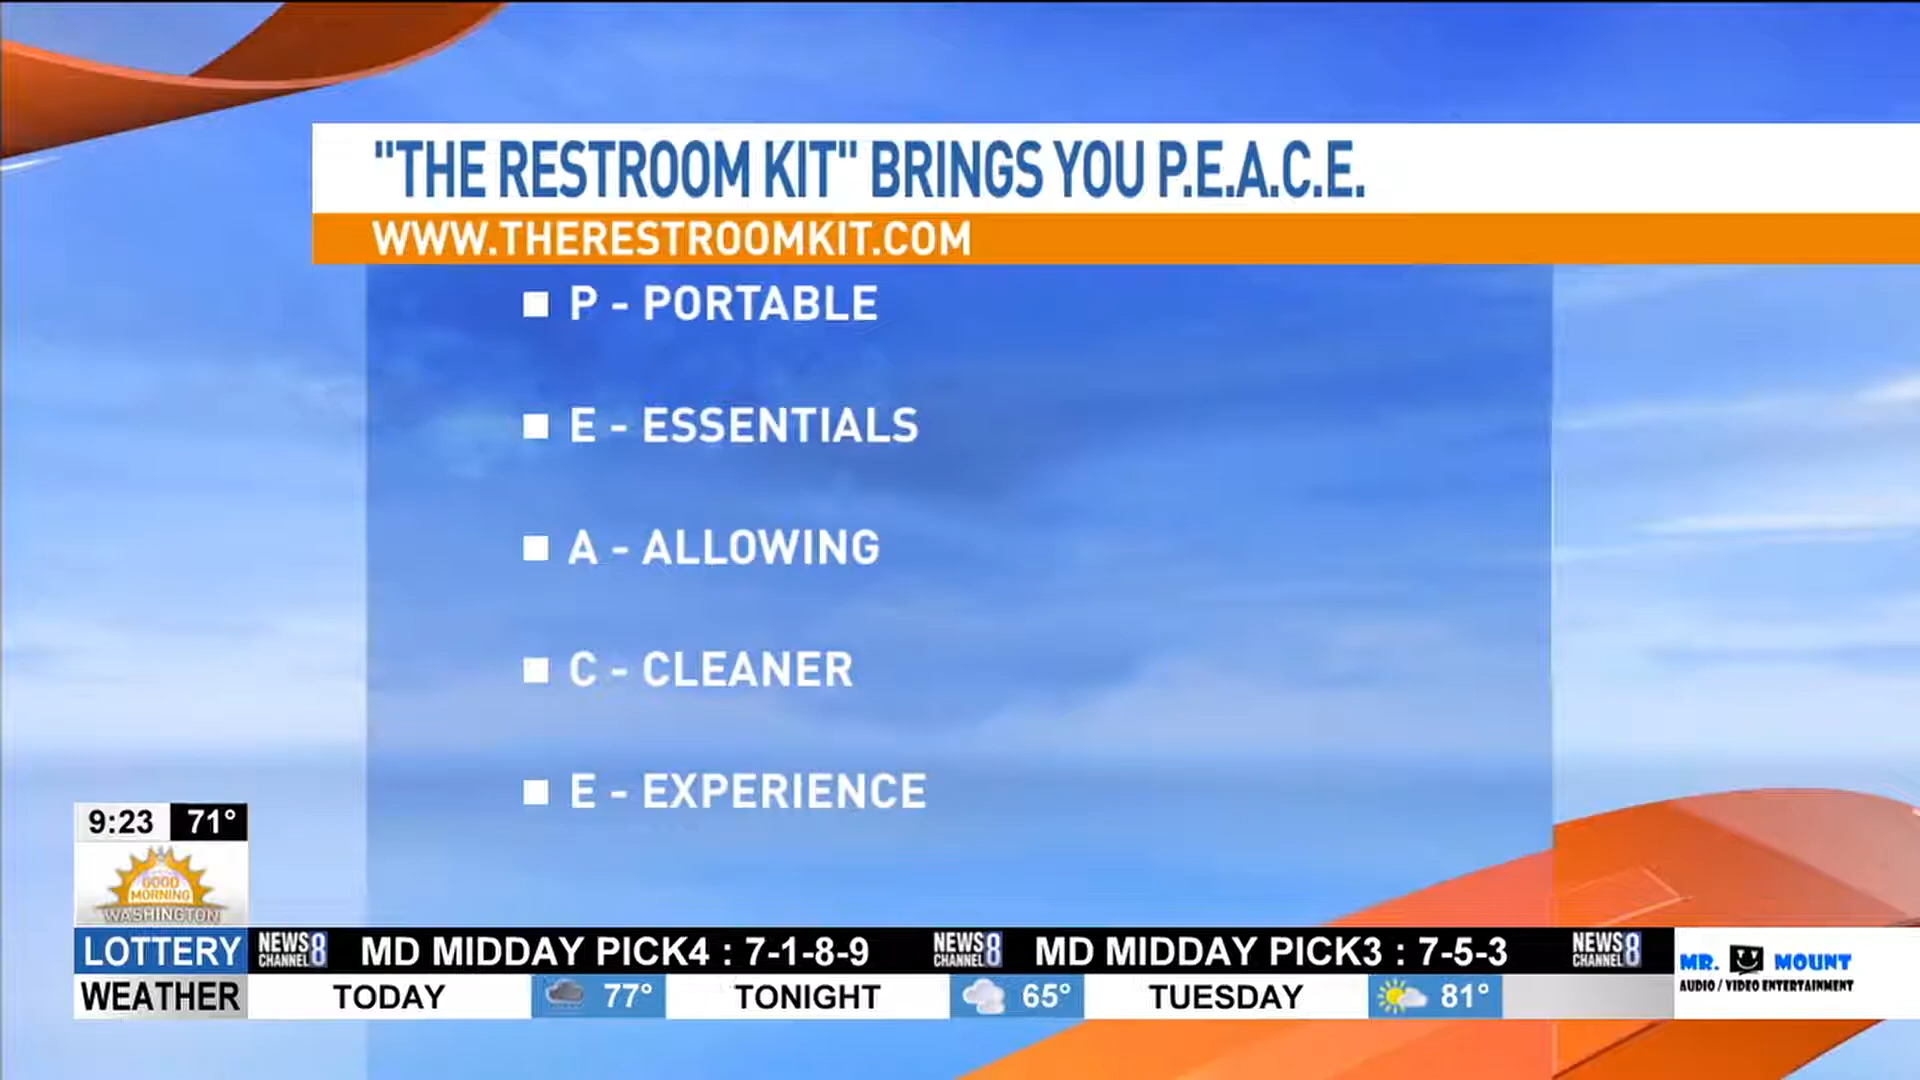 "THE RESTROOM KIT" BRINGS YOU P.E.A.C.E.
WWW.THERESTROOMKIT.COM
P - PORTABLE
E - ESSENTIALS
A - ALLOWING
C - CLEANER
E - EXPERIENCE
9:23 71°
GOOD
MORNING
WASHINGTON
LOTTERY NEWS CHANNEL 8 MD MIDDAY PICK4 : 7-1-8-9 NEWS CHANNEL 8 MD MIDDAY PICK3 : 7-5-3 NEWS CHANNEL 8
WEATHER TODAY 77° TONIGHT 65° TUESDAY 81°
MR. MOUNT
AUDIO / VIDEO ENTERTAINMENT